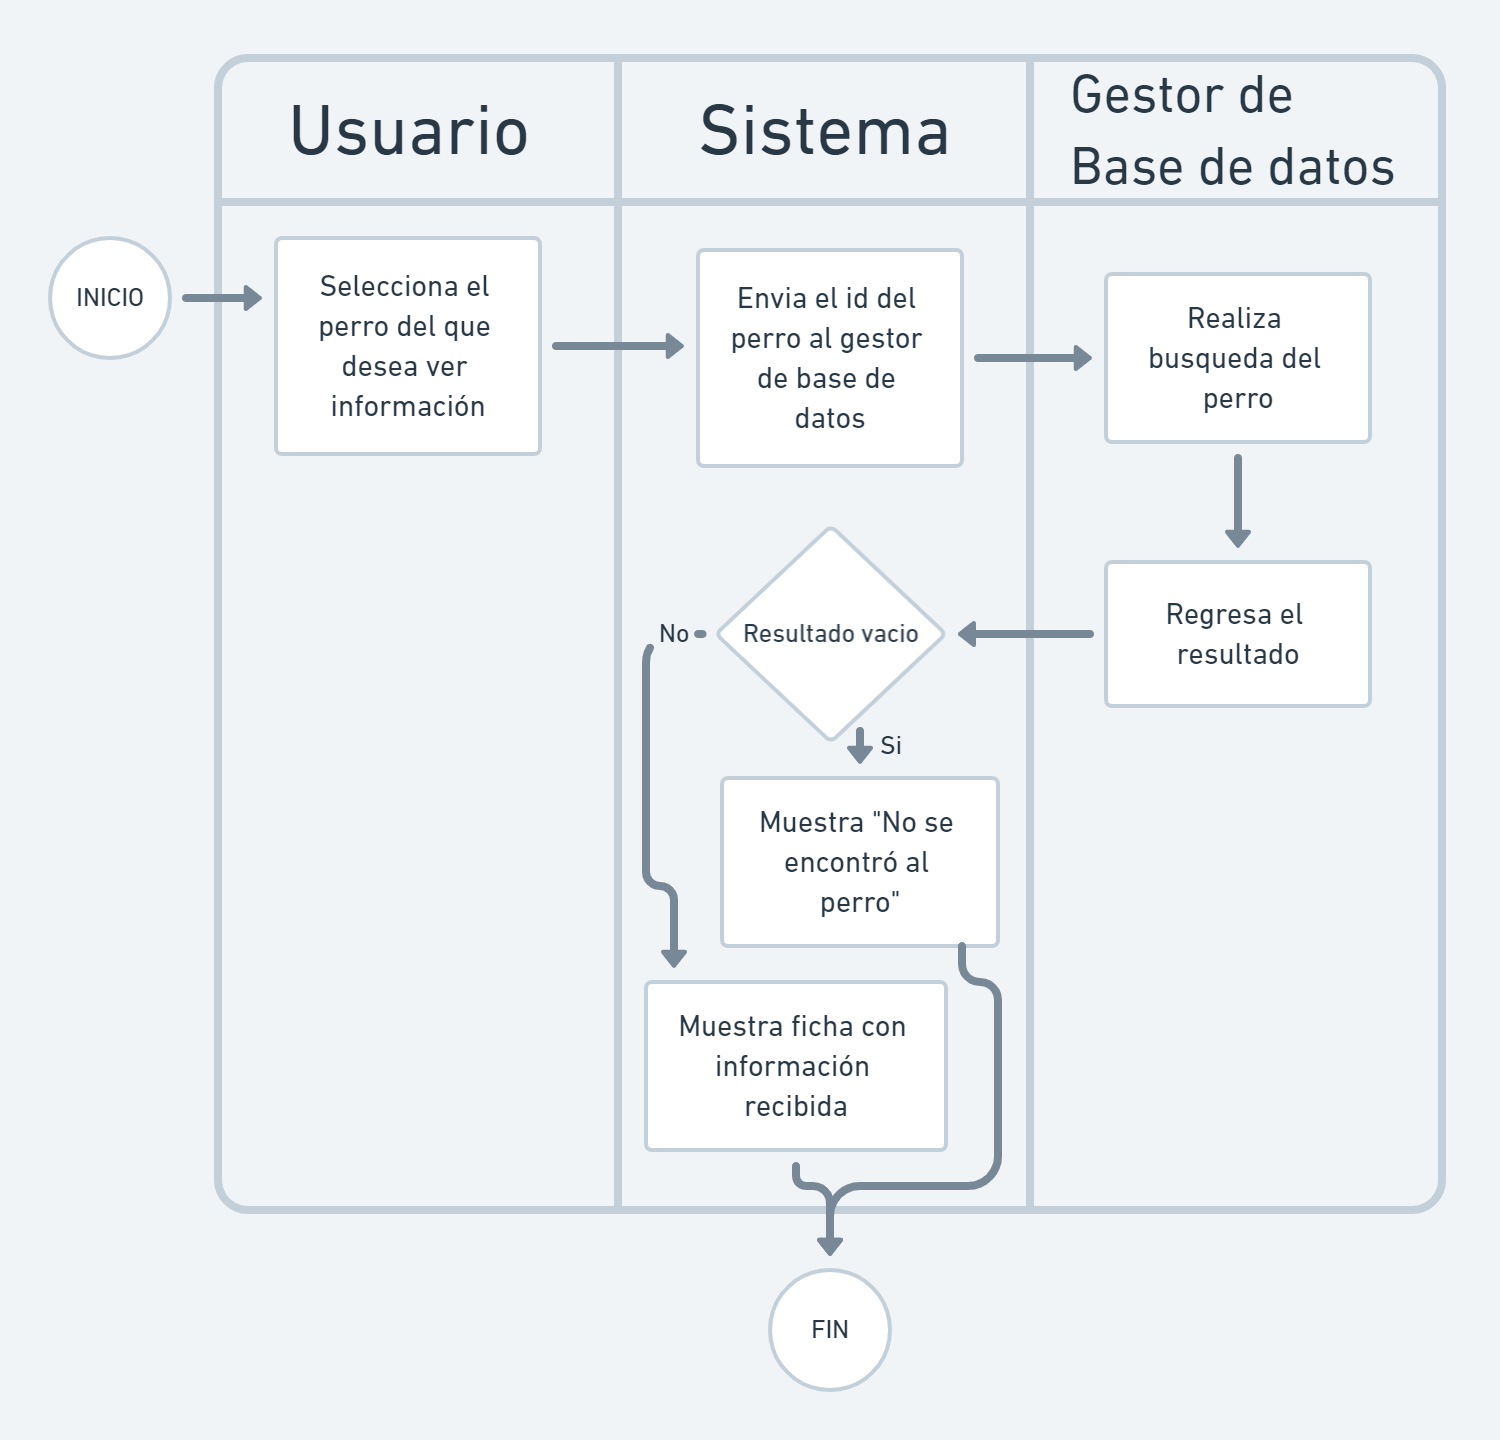 Usuario
Sistema
Gestor de
Base de datos
INICIO
Selecciona el
perro del que
desea ver
información
Envia el id del
perro al gestor
de base de
datos
Realiza
busqueda del
perro
Regresa el
resultado
Resultado vacio
No
Si
Muestra "No se
encontró al
perro"
Muestra ficha con
información
recibida
FIN